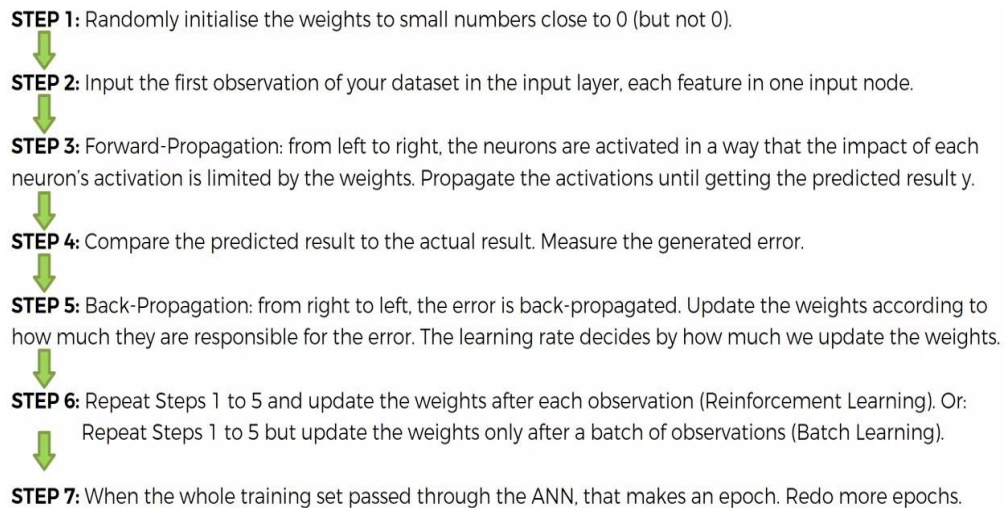 STEP 1: Randomly initialise the weights to small numbers close to 0 (but not 0).
STEP 2: Input the first observation of your dataset in the input layer, each feature in one input node.
STEP 3: Forward-Propagation: from left to right, the neurons are activated in a way that the impact of each
neuron's activation is limited by the weights. Propagate the activations until getting the predicted result y.
STEP 4: Compare the predicted result to the actual result. Measure the generated error.
STEP 5: Back-Propagation: from right to left, the error is back-propagated. Update the weights according to
how much they are responsible for the error. The learning rate decides by how much we update the weights.
STEP 6: Repeat Steps 1 to 5 and update the weights after each observation (Reinforcement Learning). Or:
Repeat Steps 1 to 5 but update the weights only after a batch of observations (Batch Learning).
STEP 7: When the whole training set passed through the ANN, that makes an epoch. Redo more epochs.